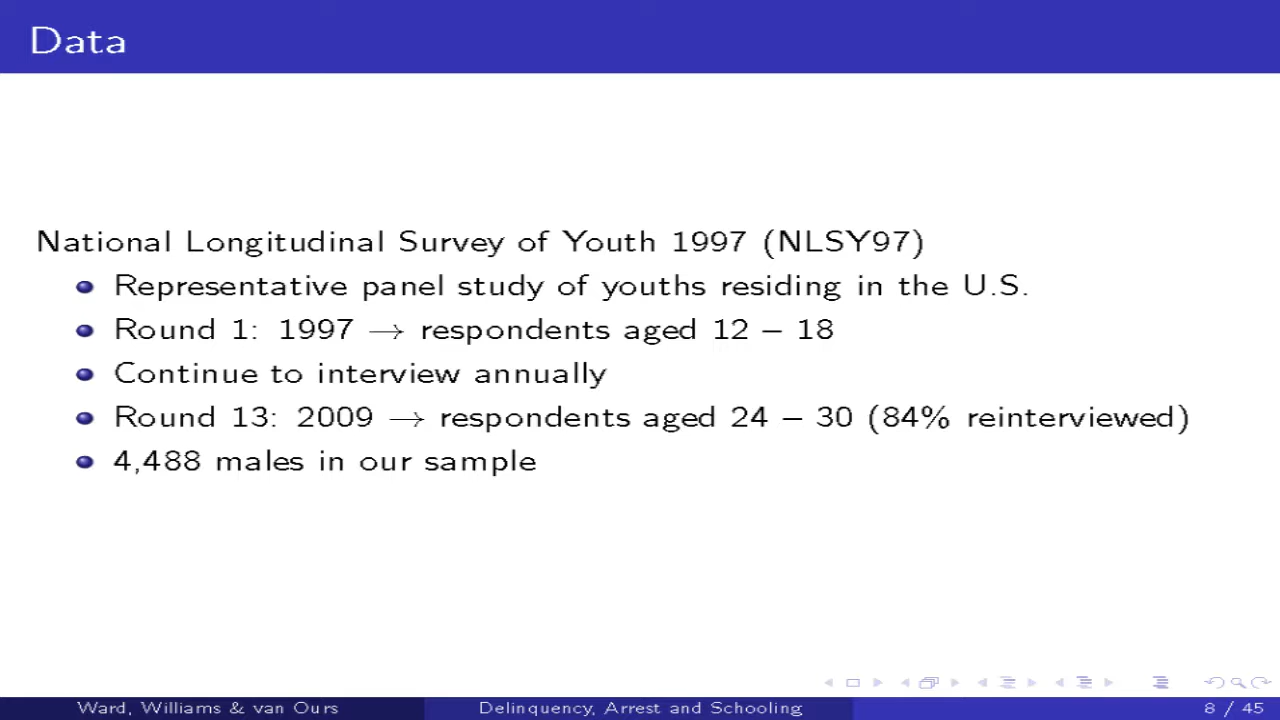 Data
National Longitudinal Survey of Youth 1997 (NLSY97)
Representative panel study of youths residing in the U.S.
Round 1: 1997 → respondents aged 12 – 18
Continue to interview annually
Round 13: 2009 → respondents aged 24 – 30 (84% reinterviewed)
4,488 males in our sample
Ward, Williams & van Ours
Delinquency, Arrest and Schooling
8 / 45